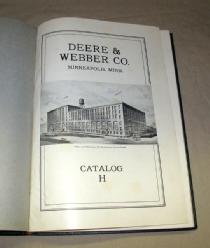 DEERE &
WEBBER CO.
MINNEAPOLIS, MINN.
CATALOG
H